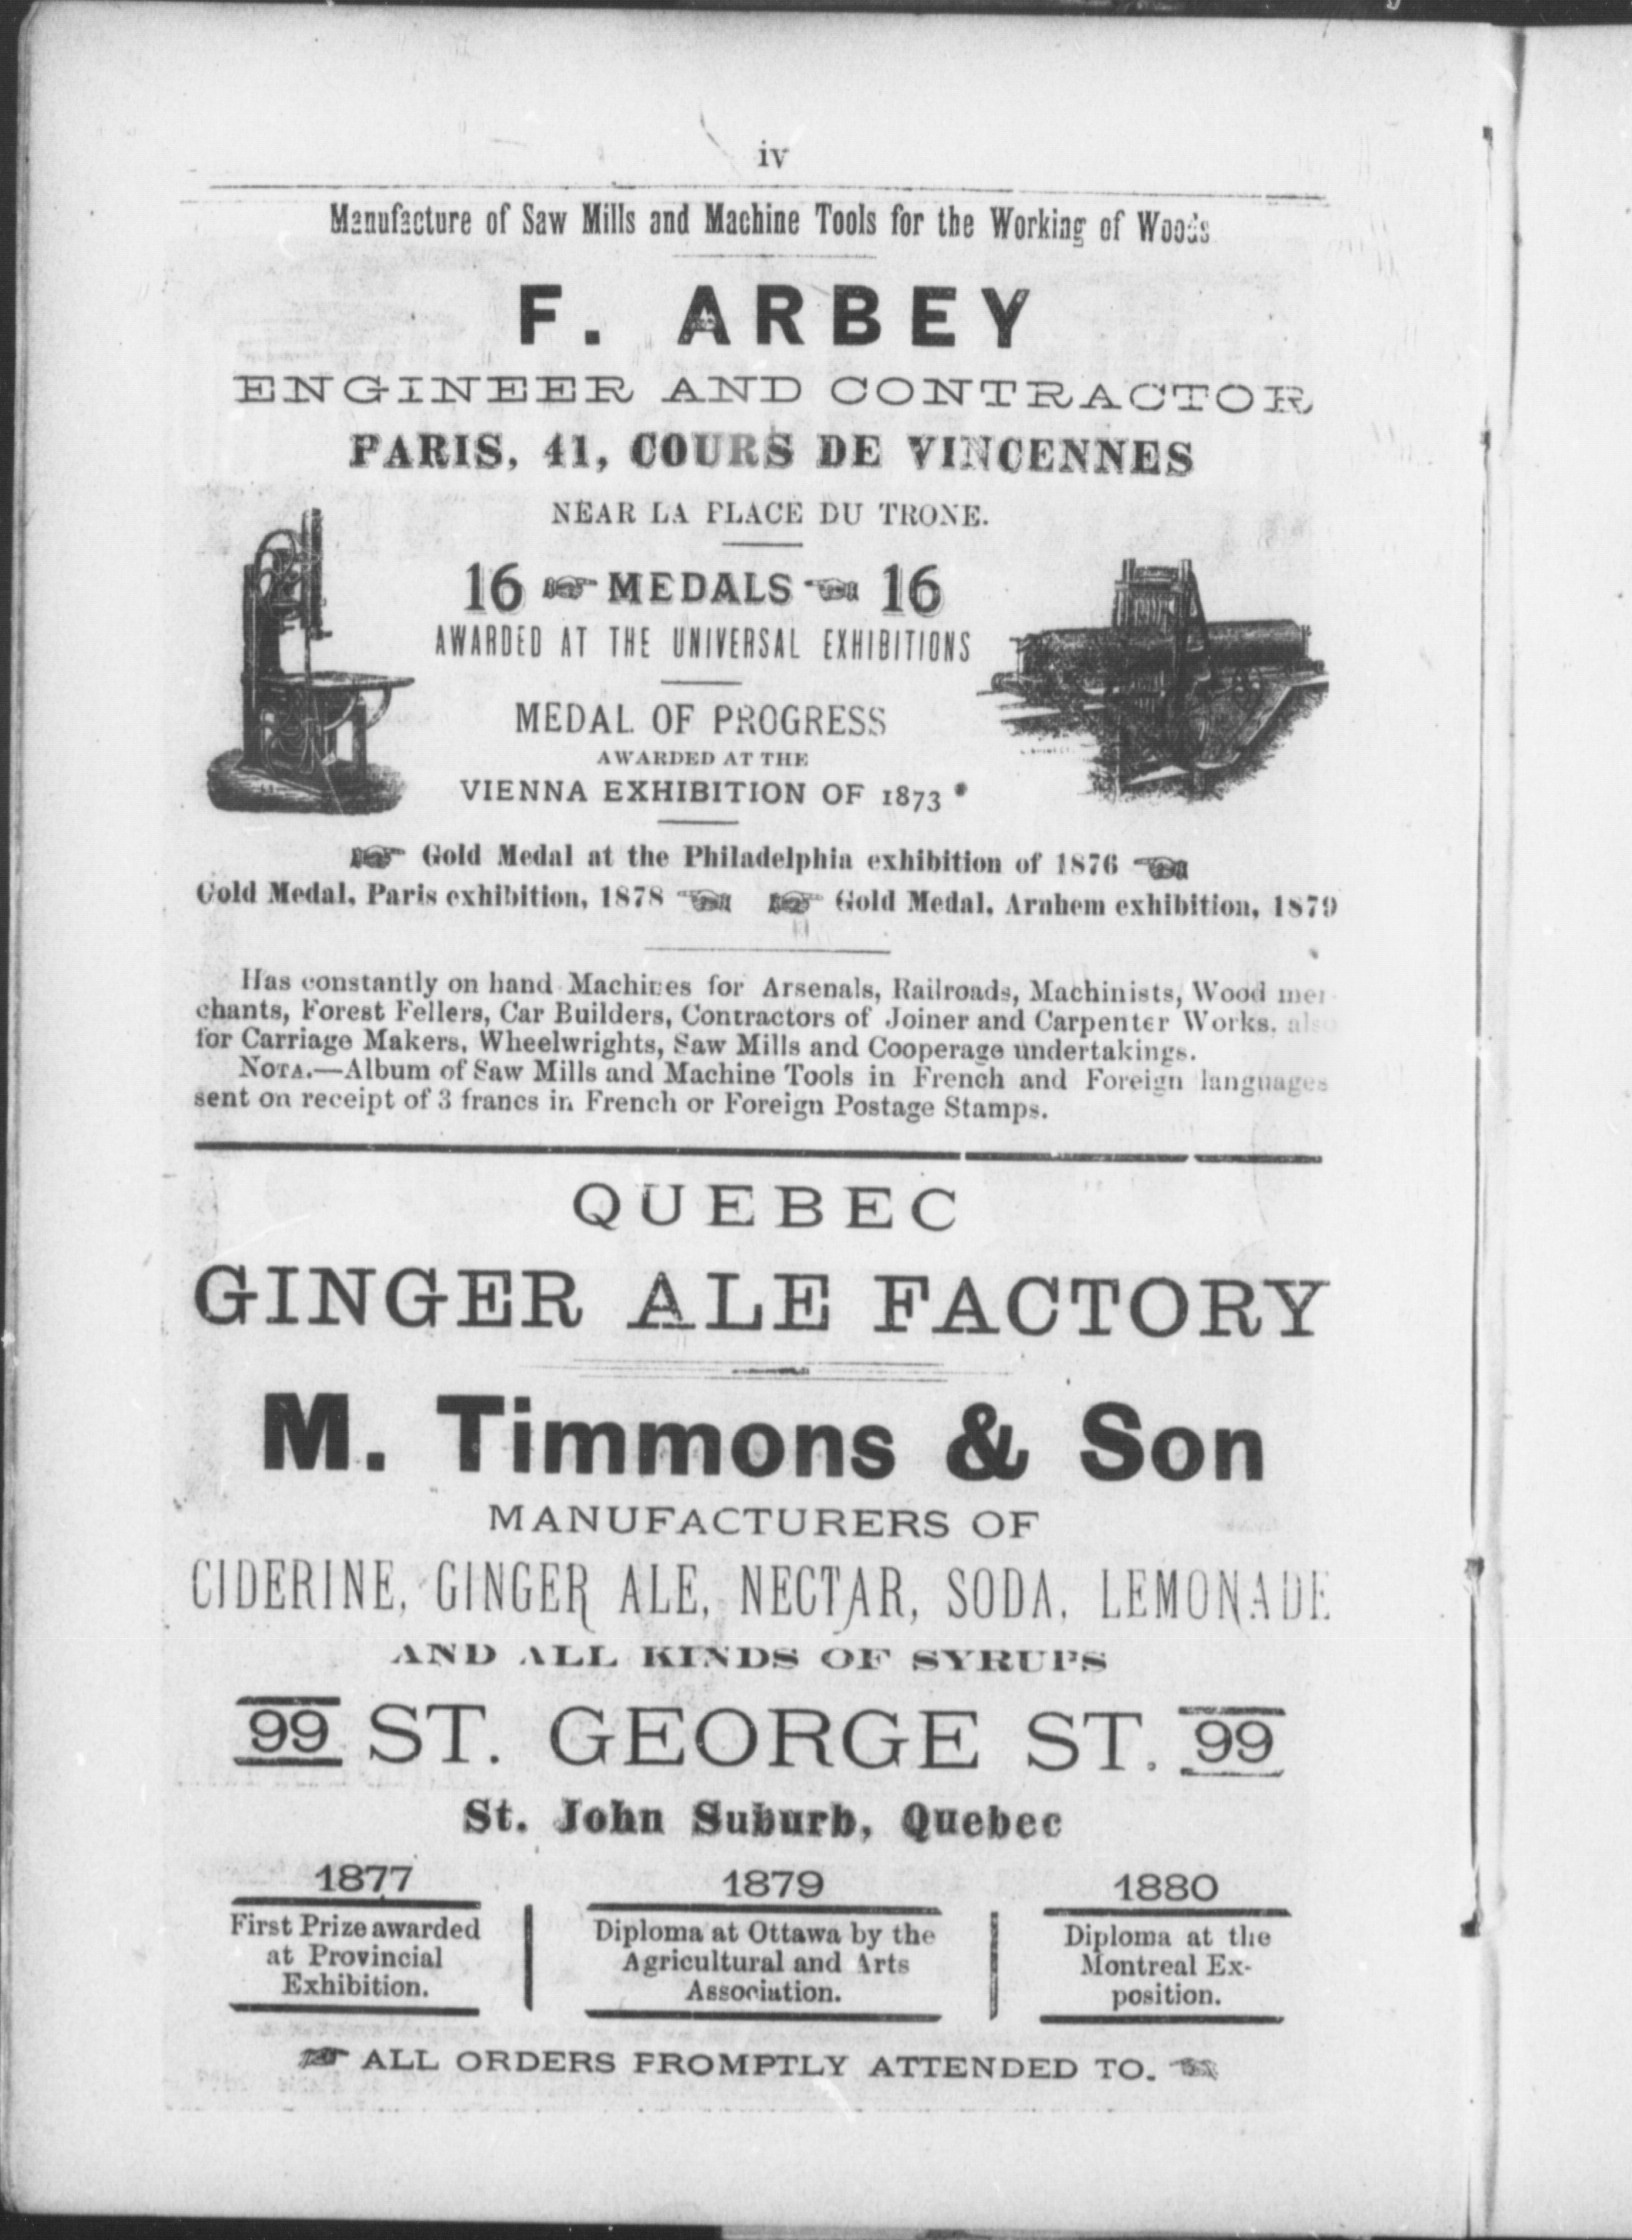 iv
Manufacture of Saw Mills and Machine Tools for the Working of Woods
F. ARBEY
ENGINEER AND CONTRACTOR
PARIS, 41, COURS DE VINCENNES
NEAR LA PLACE DU TRONE.
16 ☞ MEDALS ☜ 16
AWARDED AT THE UNIVERSAL EXHIBITIONS
MEDAL OF PROGRESS
AWARDED AT THE
VIENNA EXHIBITION OF 1873
☞ Gold Medal at the Philadelphia exhibition of 1876 ☜
Gold Medal, Paris exhibition, 1878 ☜ ☞ Gold Medal, Arnhem exhibition, 1879
Has constantly on hand Machines for Arsenals, Railroads, Machinists, Wood mer-
chants, Forest Fellers, Car Builders, Contractors of Joiner and Carpenter Works, also
for Carriage Makers, Wheelwrights, Saw Mills and Cooperage undertakings.
NOTA.—Album of Saw Mills and Machine Tools in French and Foreign languages
sent on receipt of 3 francs in French or Foreign Postage Stamps.
QUEBEC
GINGER ALE FACTORY
M. Timmons & Son
MANUFACTURERS OF
CIDERINE, GINGER ALE, NECTAR, SODA, LEMONADE
AND ALL KINDS OF SYRUPS
99 ST. GEORGE ST. 99
St. John Suburb, Quebec
1877
First Prize awarded
at Provincial
Exhibition.
1879
Diploma at Ottawa by the
Agricultural and Arts
Association.
1880
Diploma at the
Montreal Ex-
position.
☞ ALL ORDERS PROMPTLY ATTENDED TO. ☜